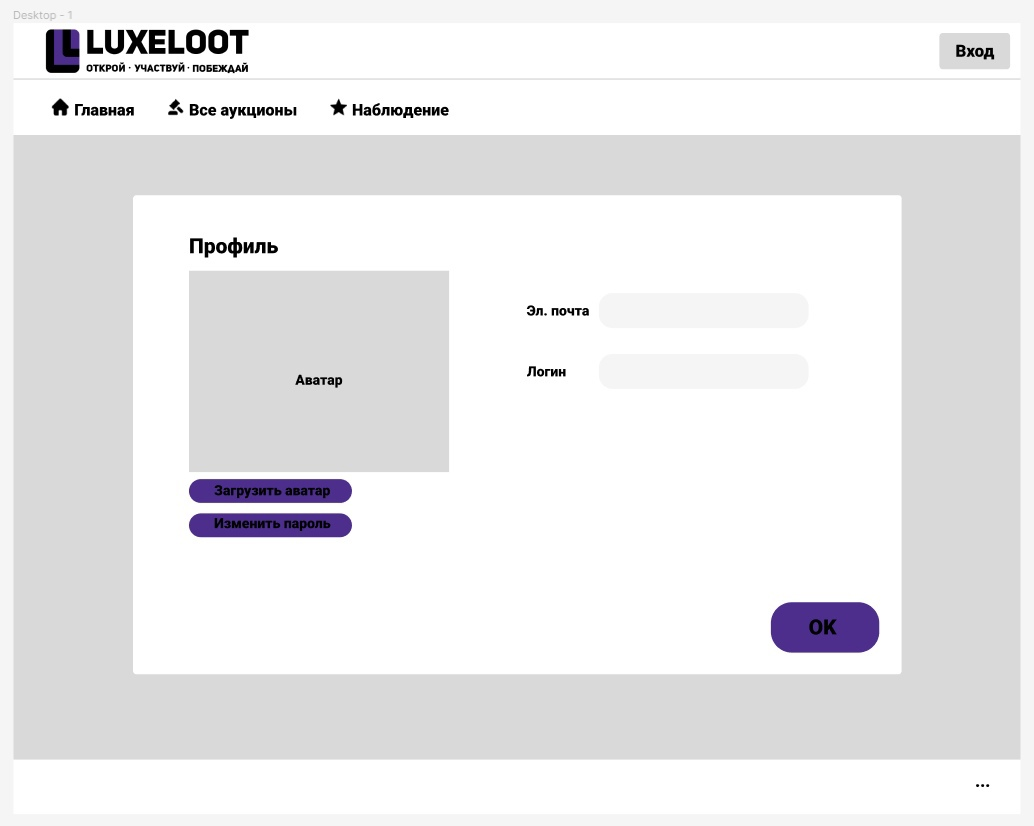 Desktop - 1
LUXELOOT
ОТКРОЙ · УЧАСТВУЙ · ПОБЕЖДАЙ
Вход
Главная
Все аукционы
Наблюдение
Профиль
Аватар
Эл. почта
Логин
Загрузить аватар
Изменить пароль
ОК
...